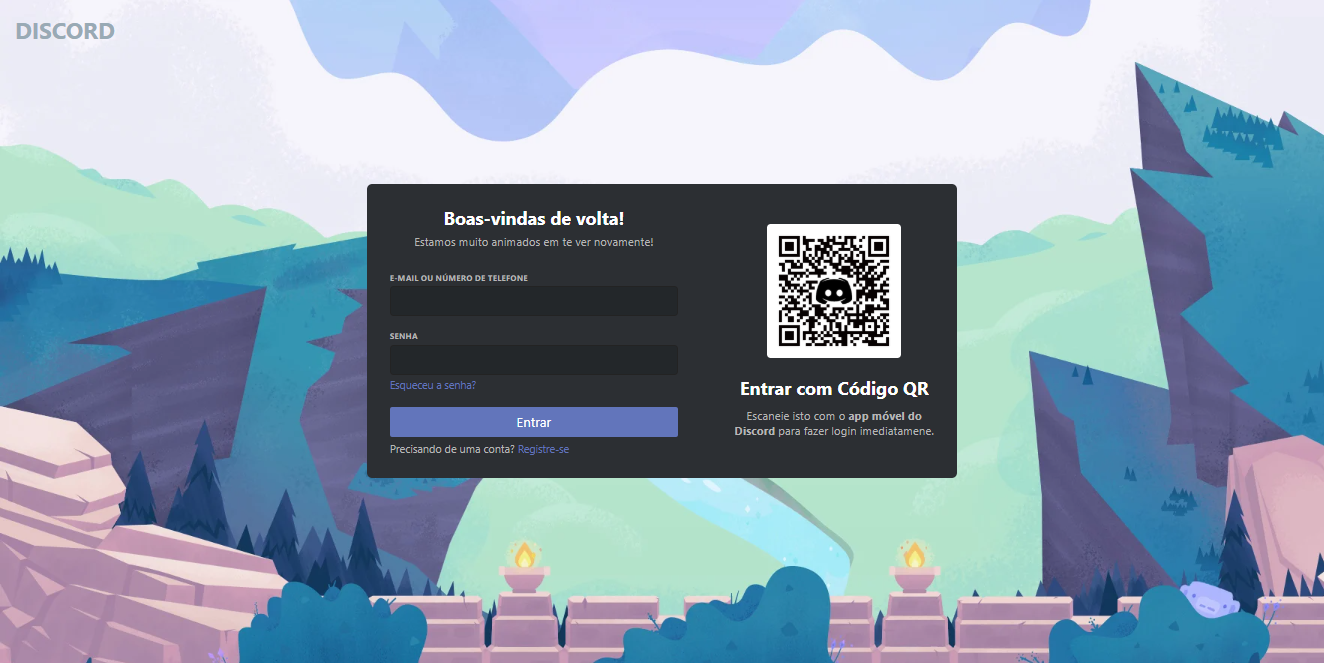 DISCORD
Boas-vindas de volta!
Estamos muito animados em te ver novamente!
E-MAIL OU NÚMERO DE TELEFONE
SENHA
Esqueceu a senha?
Entrar
Precisando de uma conta? Registre-se
Entrar com Código QR
Escaneie isto com o app móvel do
Discord para fazer login imediatamene.